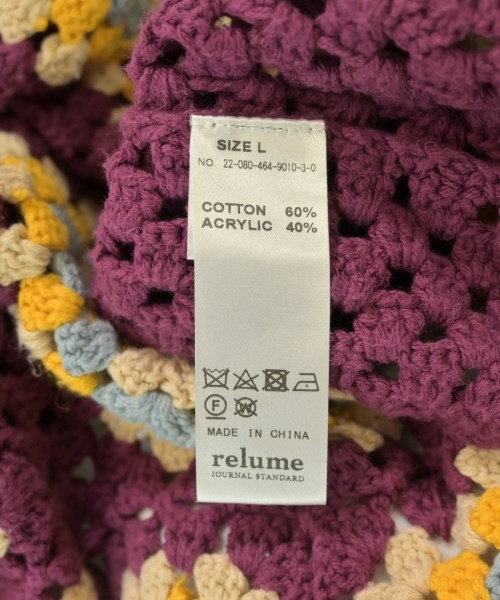 SIZE L
NO. 22-080-464-9010-3-0
COTTON 60%
ACRYLIC 40%
F W
MADE IN CHINA
relume
JOURNAL STANDARD